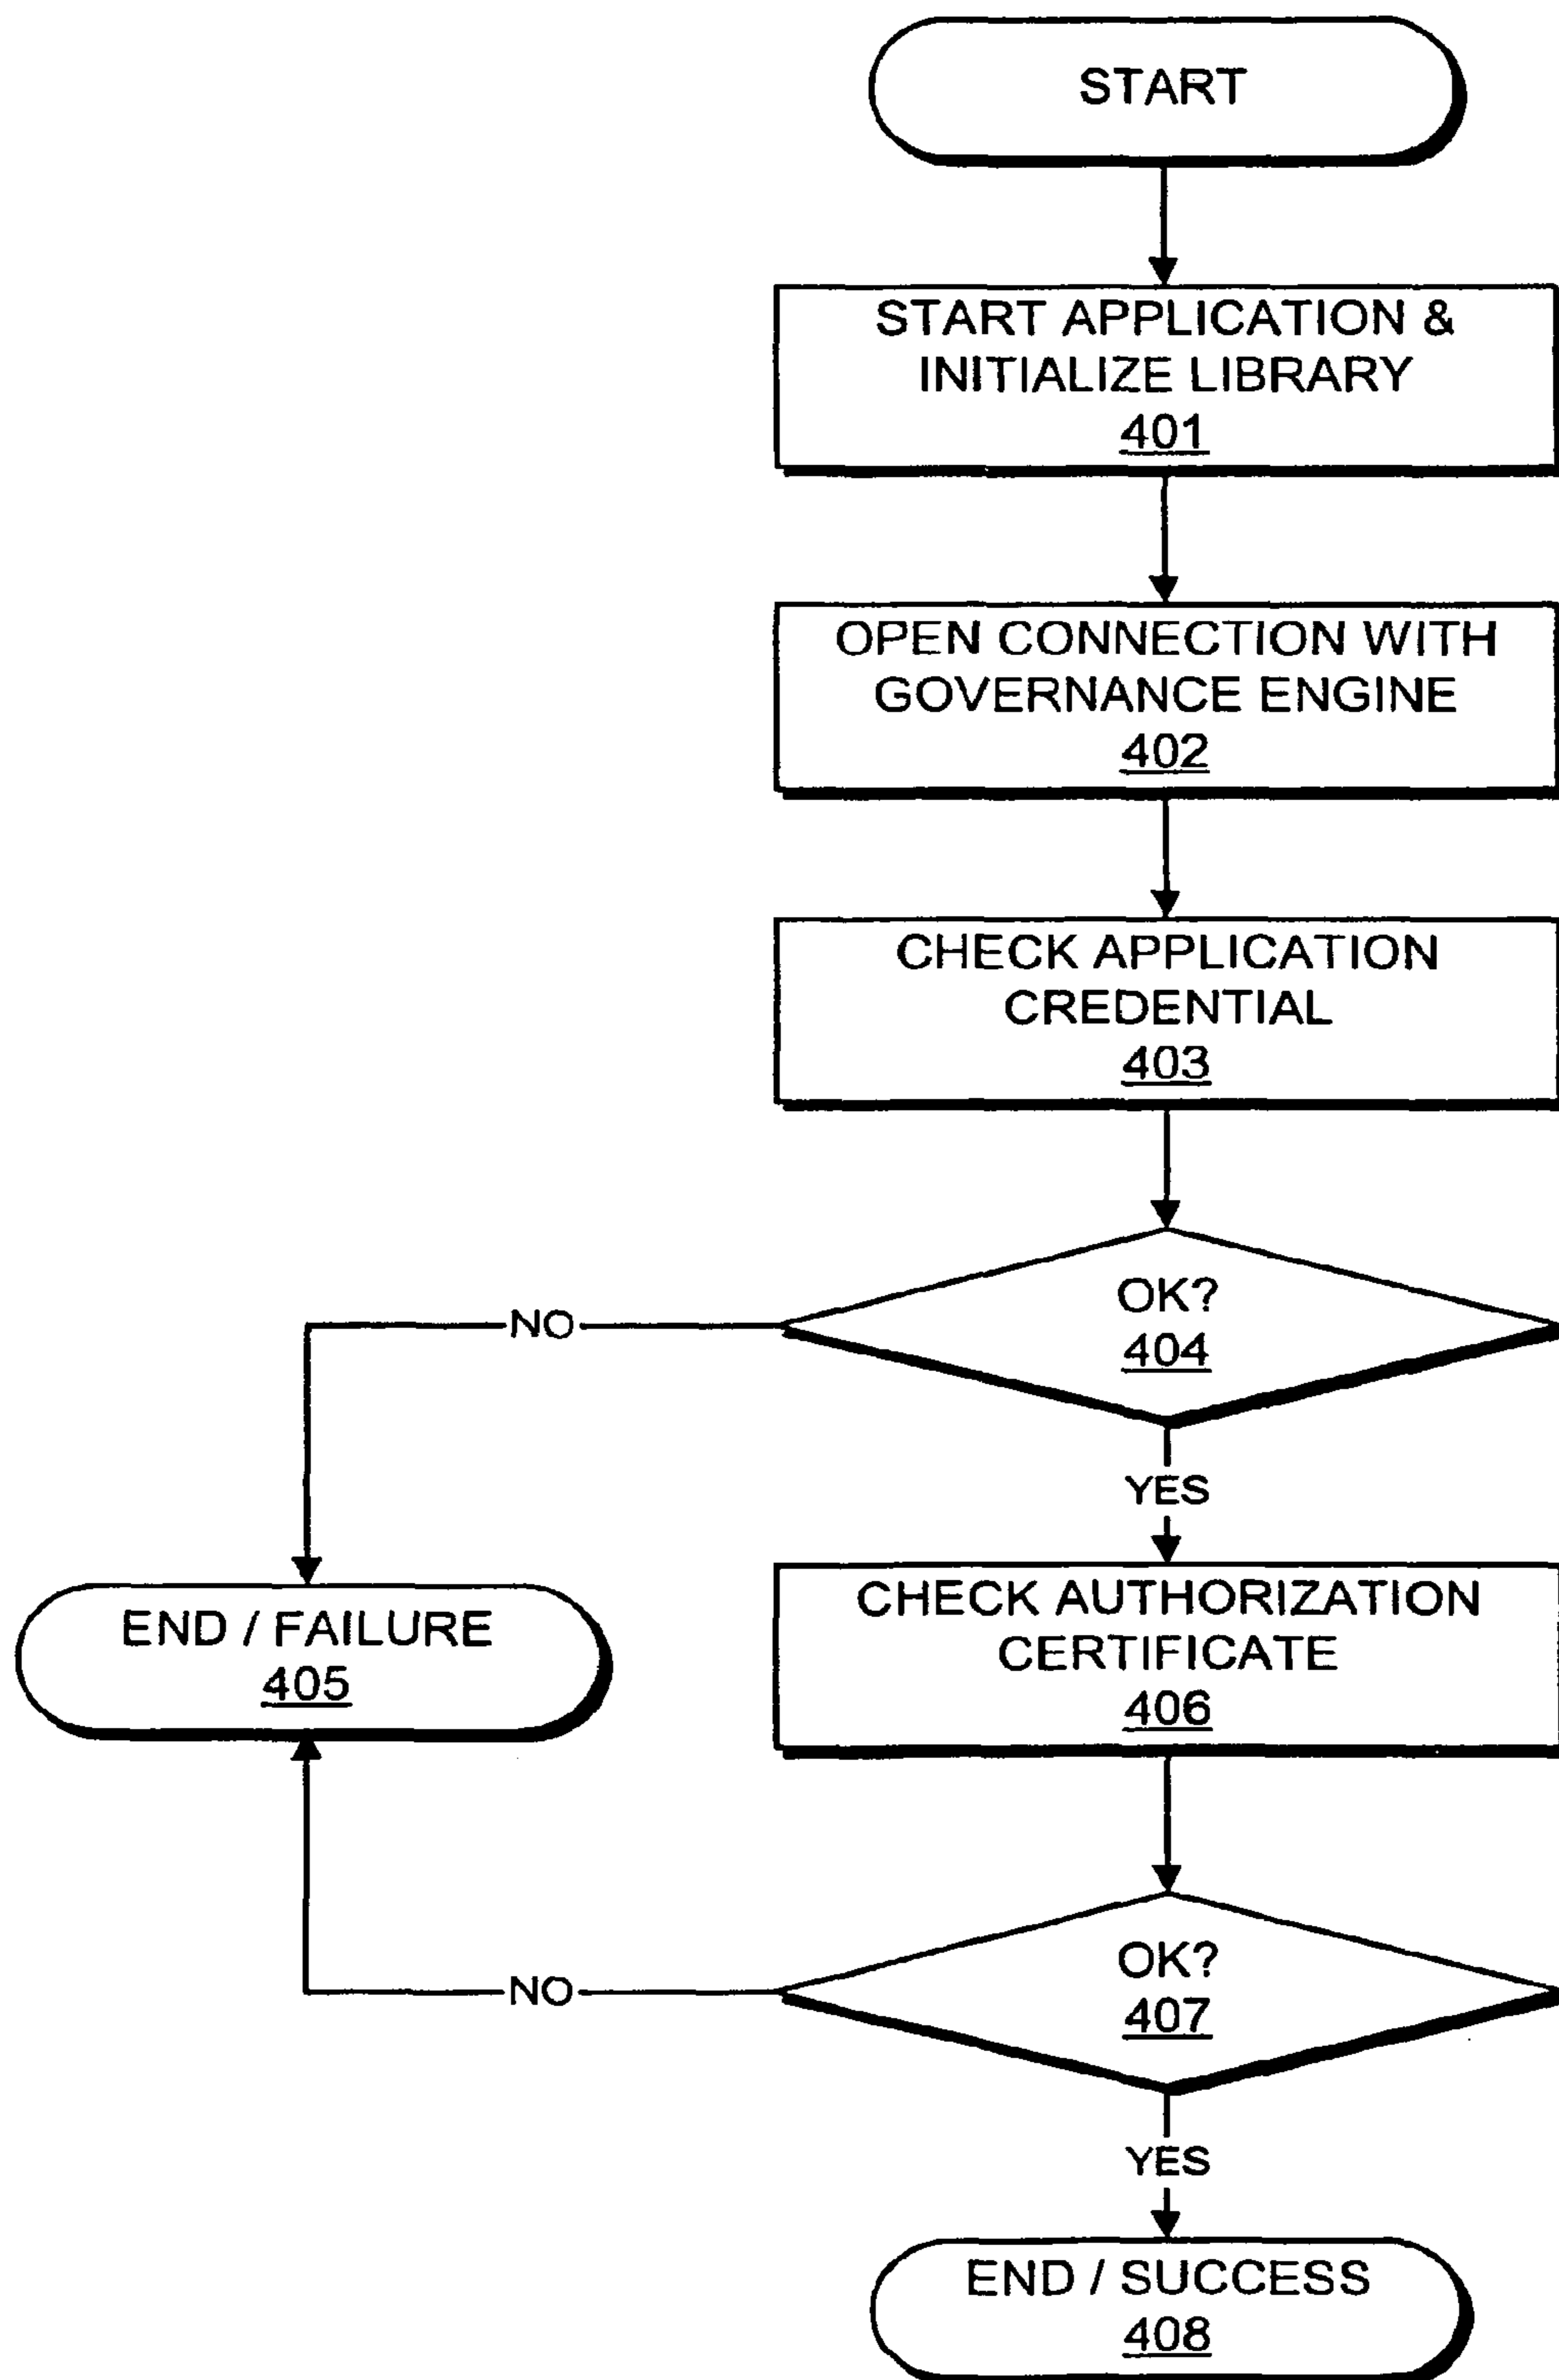 START
START APPLICATION &
INITIALIZE LIBRARY
401
OPEN CONNECTION WITH
GOVERNANCE ENGINE
402
CHECK APPLICATION
CREDENTIAL
403
OK?
404
NO
YES
END / FAILURE
405
CHECK AUTHORIZATION
CERTIFICATE
406
OK?
407
NO
YES
END / SUCCESS
408